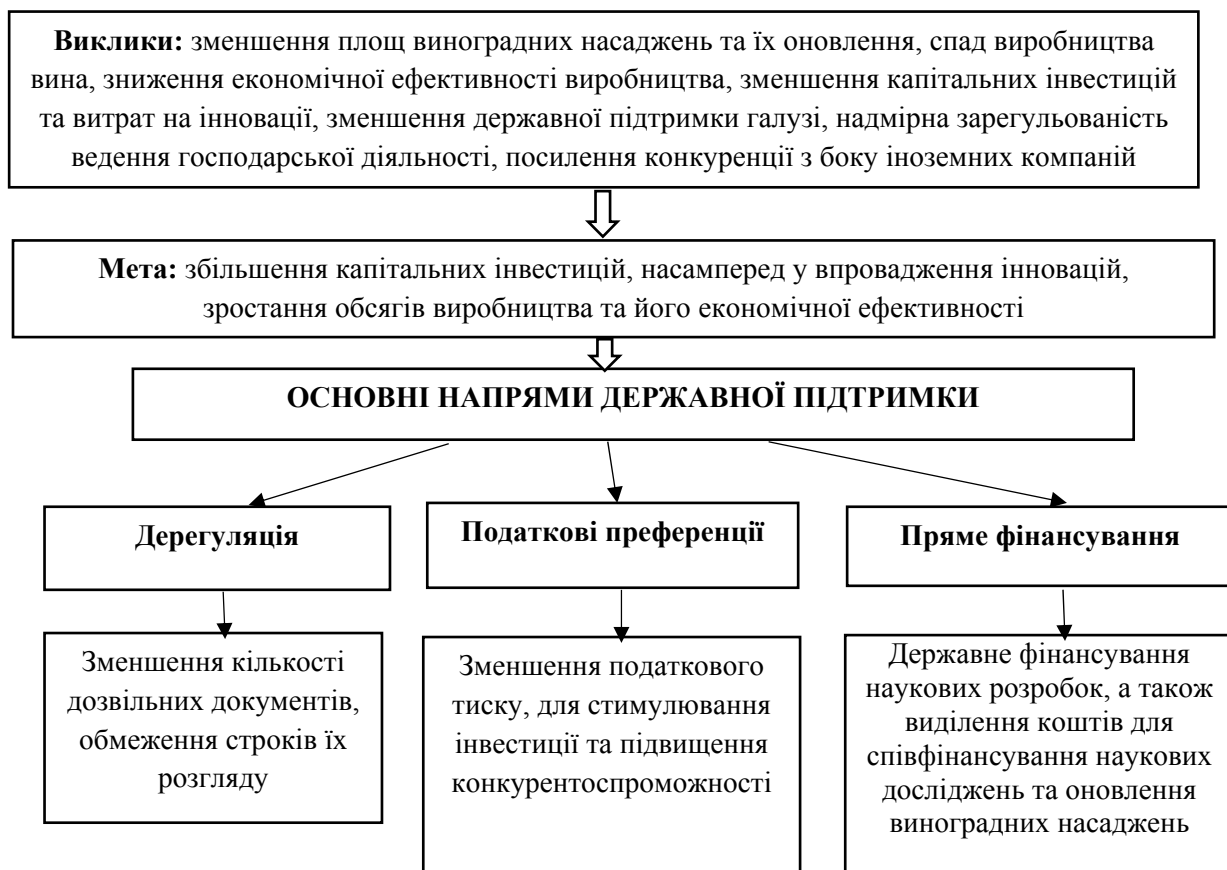 Виклики: зменшення площ виноградних насаджень та їх оновлення, спад виробництва
вина, зниження економічної ефективності виробництва, зменшення капітальних інвестицій
та витрат на інновації, зменшення державної підтримки галузі, надмірна зарегульованість
ведення господарської діяльності, посилення конкуренції з боку іноземних компаній
Мета: збільшення капітальних інвестицій, насамперед у впровадження інновацій,
зростання обсягів виробництва та його економічної ефективності
ОСНОВНІ НАПРЯМИ ДЕРЖАВНОЇ ПІДТРИМКИ
Дерегуляція
Зменшення кількості
дозвільних документів,
обмеження строків їх
розгляду
Податкові преференції
Зменшення податкового
тиску, для стимулювання
інвестиції та підвищення
конкурентоспроможності
Пряме фінансування
Державне фінансування
наукових розробок, а також
виділення коштів для
співфінансування наукових
досліджень та оновлення
виноградних насаджень